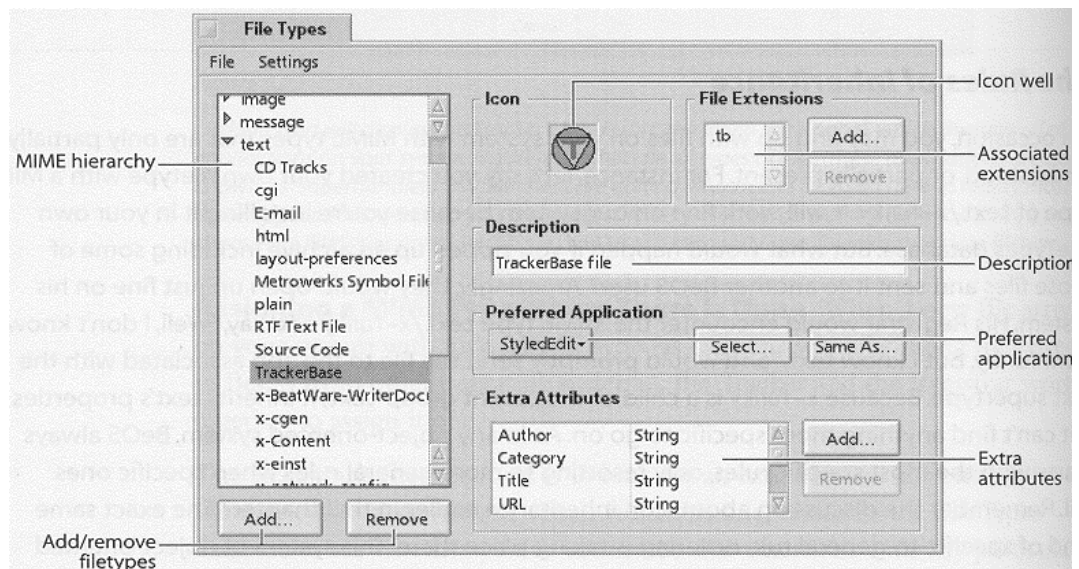 File Types
File Settings
image
message
text
CD Tracks
cgi
E-mail
html
layout-preferences
Metrowerks Symbol File
plain
RTF Text File
Source Code
TrackerBase
x-BeatWare-WriterDocu
x-cgen
x-Content
x-einst
x-network-config
Add...
Remove
Icon
File Extensions
.tb
Add...
Remove
Description
TrackerBase file
Preferred Application
StyledEdit
Select...
Same As...
Extra Attributes
Author String
Category String
Title String
URL String
Add...
Remove
MIME hierarchy
Add/remove
filetypes
Icon well
Associated
extensions
Description
Preferred
application
Extra
attributes